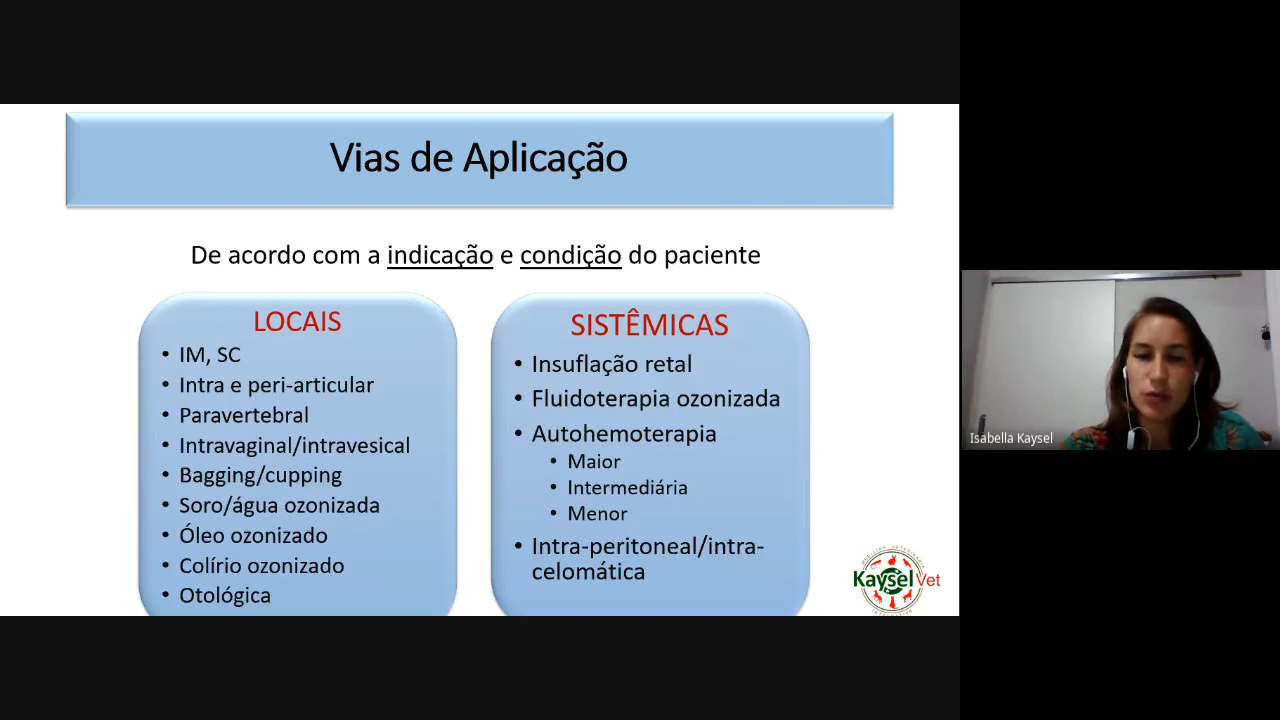 Vias de Aplicação
De acordo com a indicação e condição do paciente
LOCAIS
• IM, SC
• Intra e peri-articular
• Paravertebral
• Intravaginal/intravesical
• Bagging/cupping
• Soro/água ozonizada
• Óleo ozonizado
• Colírio ozonizado
• Otológica
SISTÊMICAS
• Insuflação retal
• Fluidoterapia ozonizada
• Autohemoterapia
• Maior
• Intermediária
• Menor
• Intra-peritoneal/intra-
celomática
Kaysel Vet
Isabella Kaysel